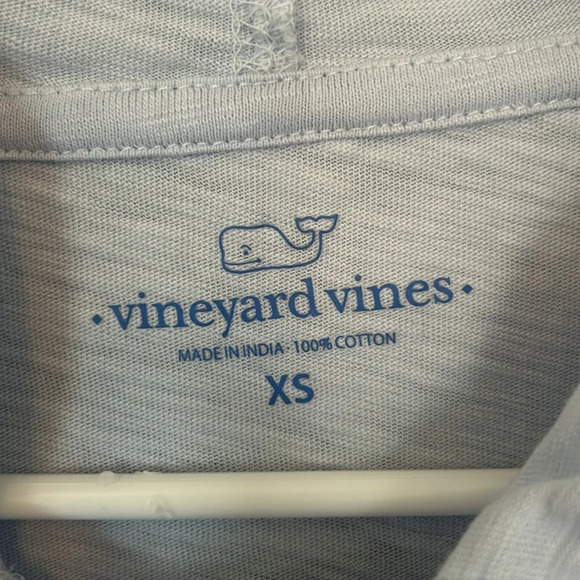 ·vineyard vines·
MADE IN INDIA · 100% COTTON
XS